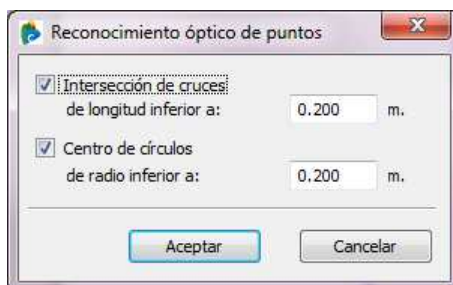 Reconocimiento óptico de puntos
Intersección de cruces
de longitud inferior a: 0.200 m.
Centro de círculos
de radio inferior a: 0.200 m.
Aceptar Cancelar